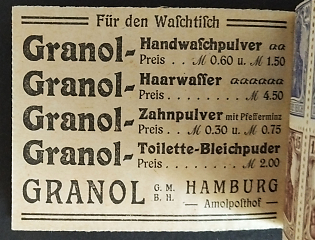 Für den Waschtisch
Granol-Handwaschpulver
Preis . . ℳ 0.60 u. ℳ 1.50
Granol-Haarwasser
Preis . . . . . . . . ℳ 4.50
Granol-Zahnpulver mit Pfefferminz
Preis . . . ℳ 0.30 u. ℳ 0.75
Granol-Toilette-Bleichpuder
Preis . . . . . . . . ℳ 2.00
GRANOL G. M. B. H. HAMBURG
— Amolposthof —